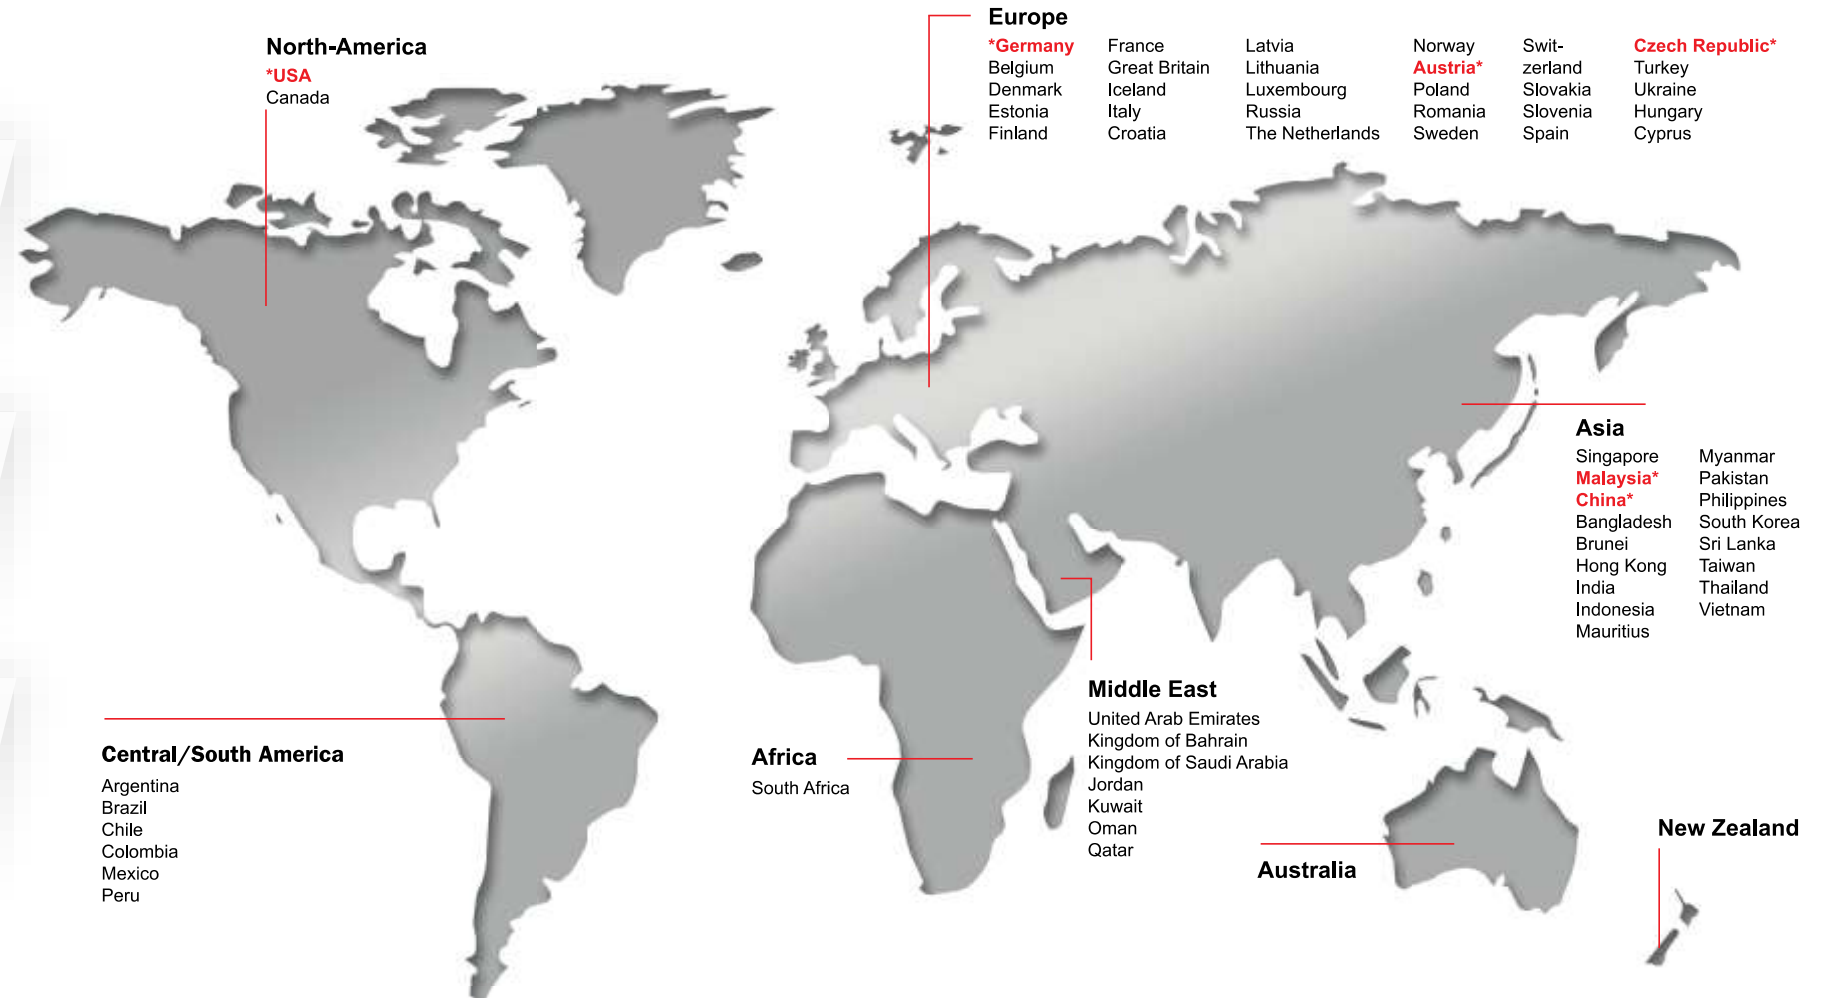 North-America
*USA
Canada
Europe
*Germany
Belgium
Denmark
Estonia
Finland
France
Great Britain
Iceland
Italy
Croatia
Latvia
Lithuania
Luxembourg
Russia
The Netherlands
Norway
Austria*
Poland
Romania
Sweden
Swit-
zerland
Slovakia
Slovenia
Spain
Czech Republic*
Turkey
Ukraine
Hungary
Cyprus
Asia
Singapore
Malaysia*
China*
Bangladesh
Brunei
Hong Kong
India
Indonesia
Mauritius
Myanmar
Pakistan
Philippines
South Korea
Sri Lanka
Taiwan
Thailand
Vietnam
Middle East
United Arab Emirates
Kingdom of Bahrain
Kingdom of Saudi Arabia
Jordan
Kuwait
Oman
Qatar
Central/South America
Argentina
Brazil
Chile
Colombia
Mexico
Peru
Africa
South Africa
Australia
New Zealand